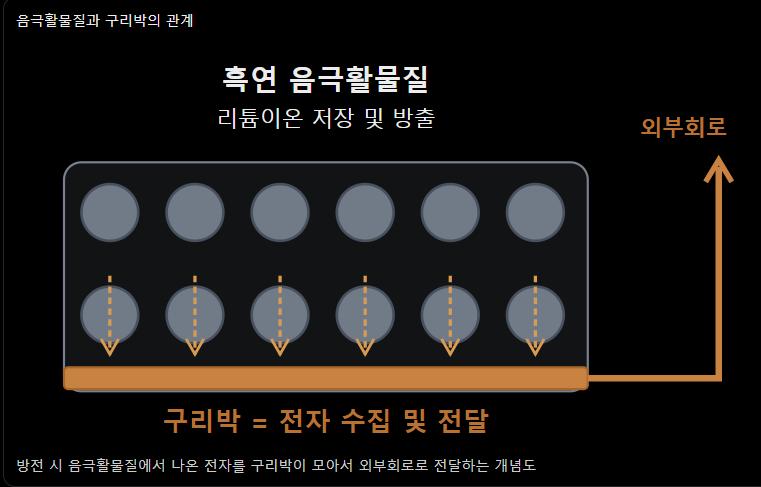 음극활물질과 구리박의 관계
흑연 음극활물질
리튬이온 저장 및 방출
외부회로
구리박 = 전자 수집 및 전달
방전 시 음극활물질에서 나온 전자를 구리박이 모아서 외부회로로 전달하는 개념도